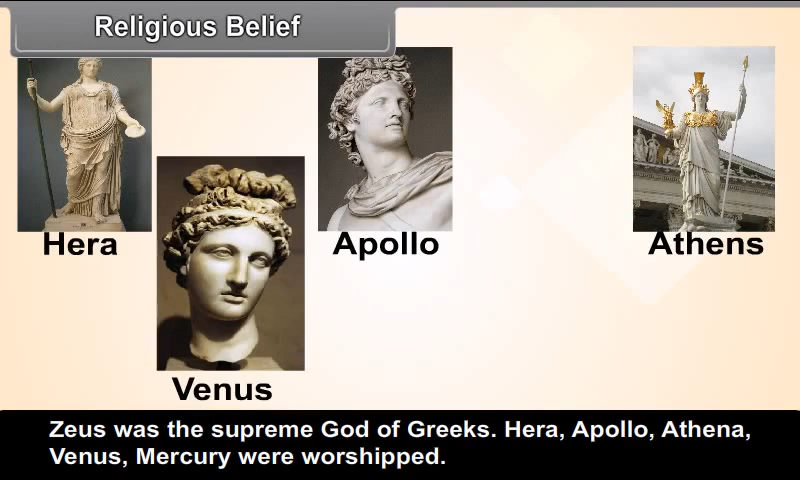 Religious Belief
Hera
Apollo
Athens
Venus
Zeus was the supreme God of Greeks. Hera, Apollo, Athena,
Venus, Mercury were worshipped.